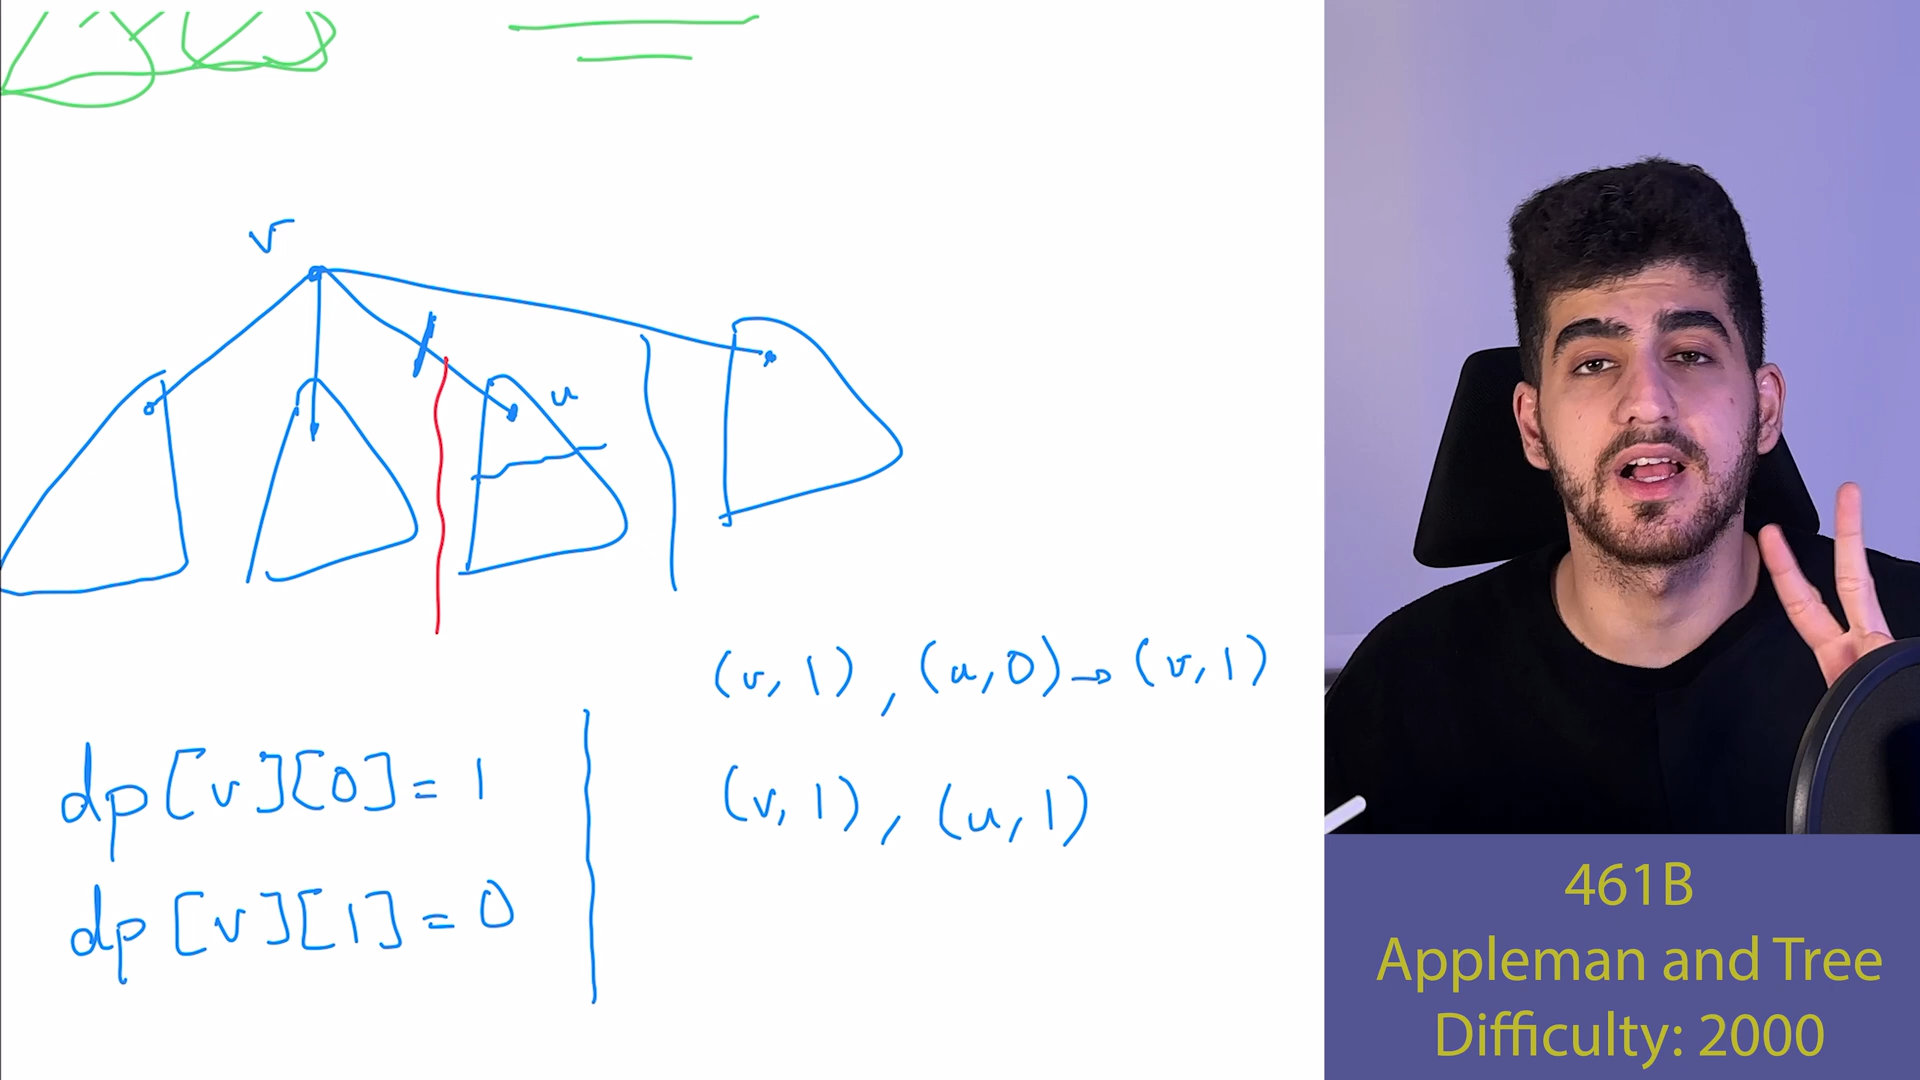 v
u
(v, 1) , (u, 0) → (v, 1)
(v, 1) , (u, 1)
dp[v][0] = 1
dp[v][1] = 0
461B
Appleman and Tree
Difficulty: 2000